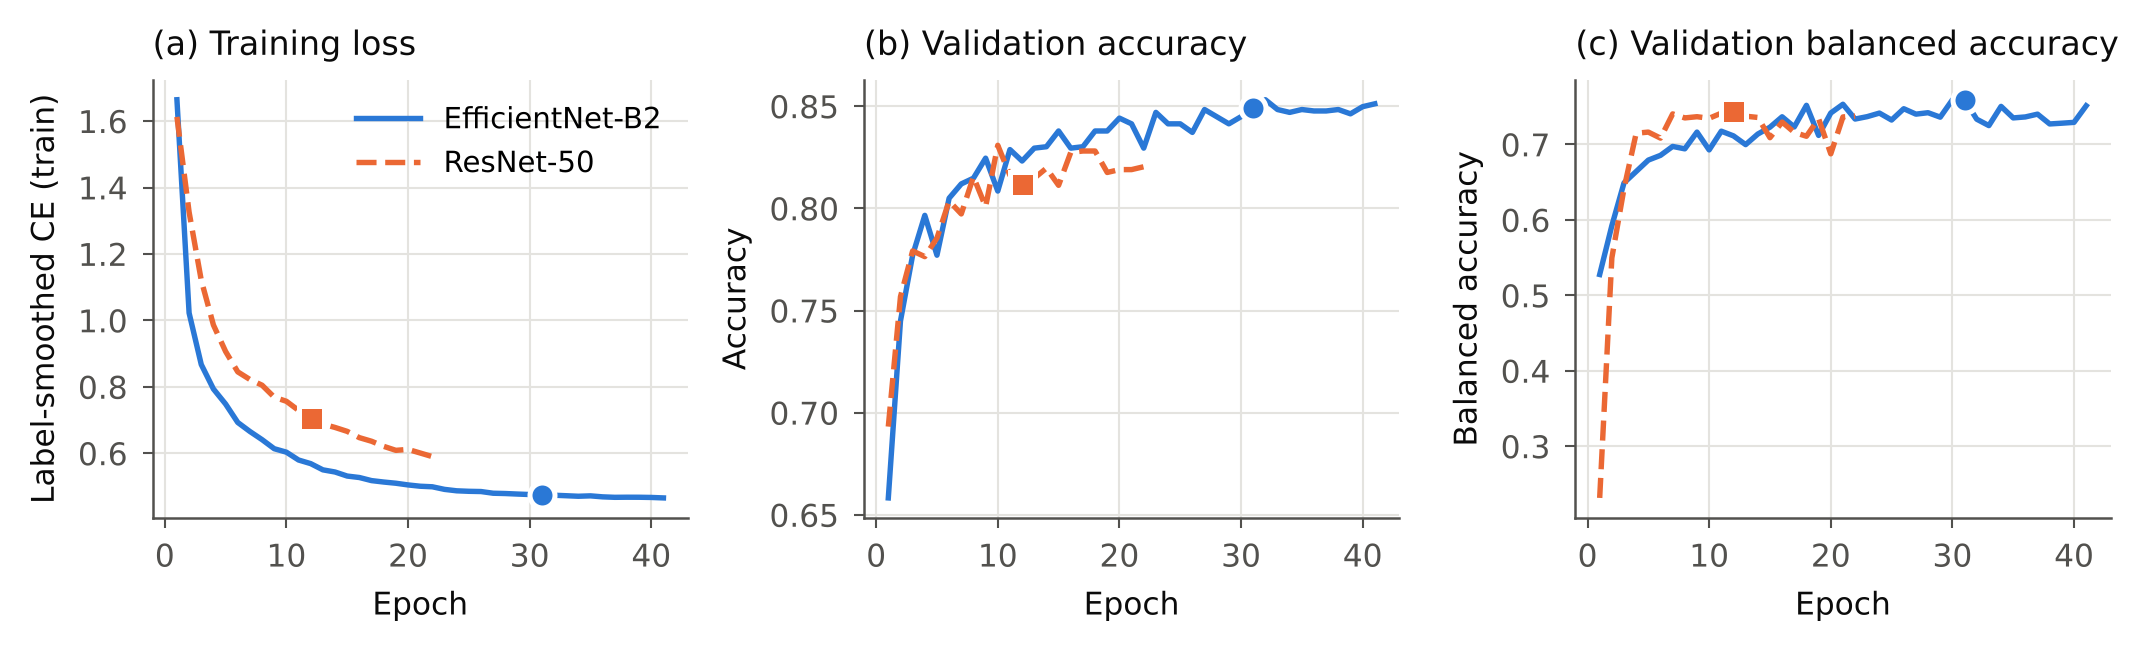 (a) Training loss
Label-smoothed CE (train)
1.6
1.4
1.2
1.0
0.8
0.6
EfficientNet-B2
ResNet-50
0 10 20 30 40
Epoch
(b) Validation accuracy
Accuracy
0.85
0.80
0.75
0.70
0.65
0 10 20 30 40
Epoch
(c) Validation balanced accuracy
Balanced accuracy
0.7
0.6
0.5
0.4
0.3
0 10 20 30 40
Epoch